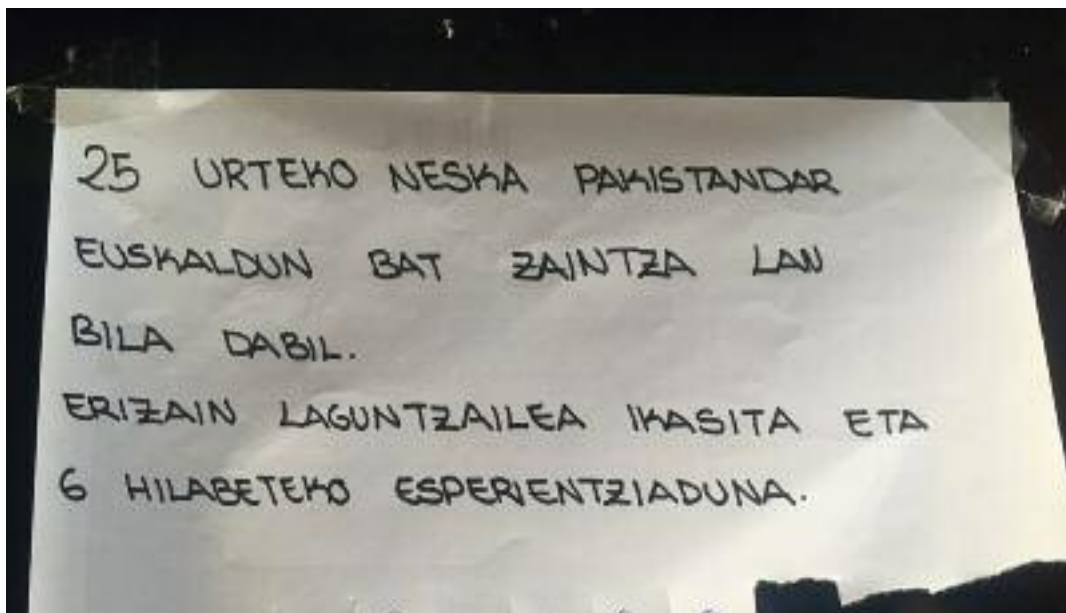 25 URTEKO NESKA PAKISTANDAR
EUSKALDUN BAT ZAINTZA LAN
BILA DABIL.
ERIZAIN LAGUNTZAILEA IKASITA ETA
6 HILABETEKO ESPERIENTZIADUNA.